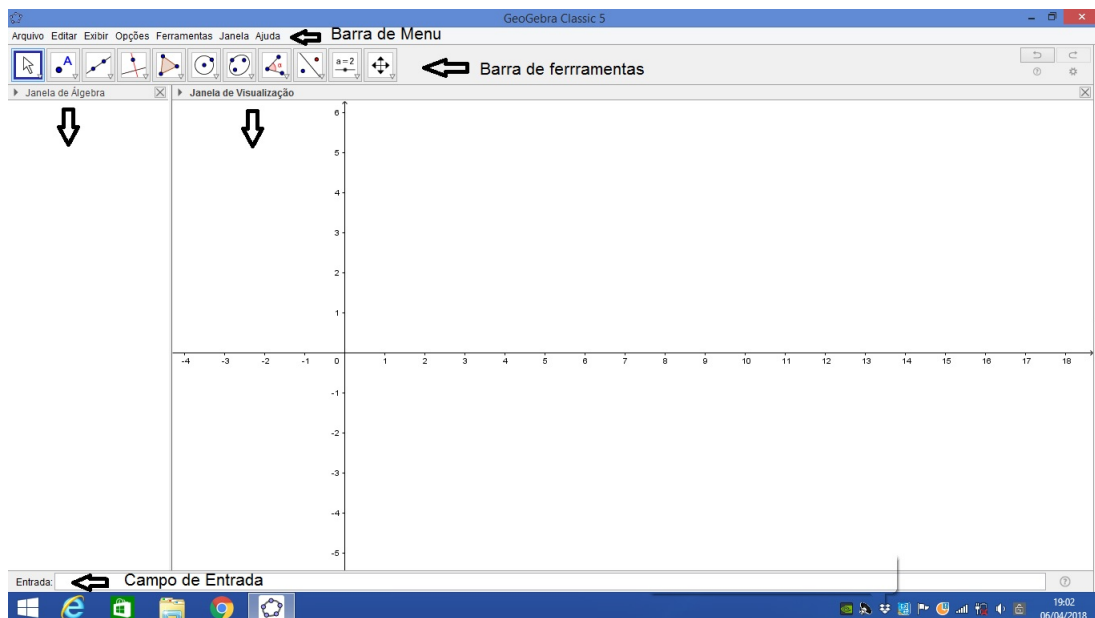 GeoGebra Classic 5
Arquivo Editar Exibir Opções Ferramentas Janela Ajuda Barra de Menu
A a=2 Barra de ferrramentas
Janela de Álgebra Janela de Visualização
6
5
4
3
2
1
-4 -3 -2 -1 0 1 2 3 4 5 6 7 8 9 10 11 12 13 14 15 16 17 18
-1
-2
-3
-4
-5
Entrada: Campo de Entrada
19:02
06/04/2018